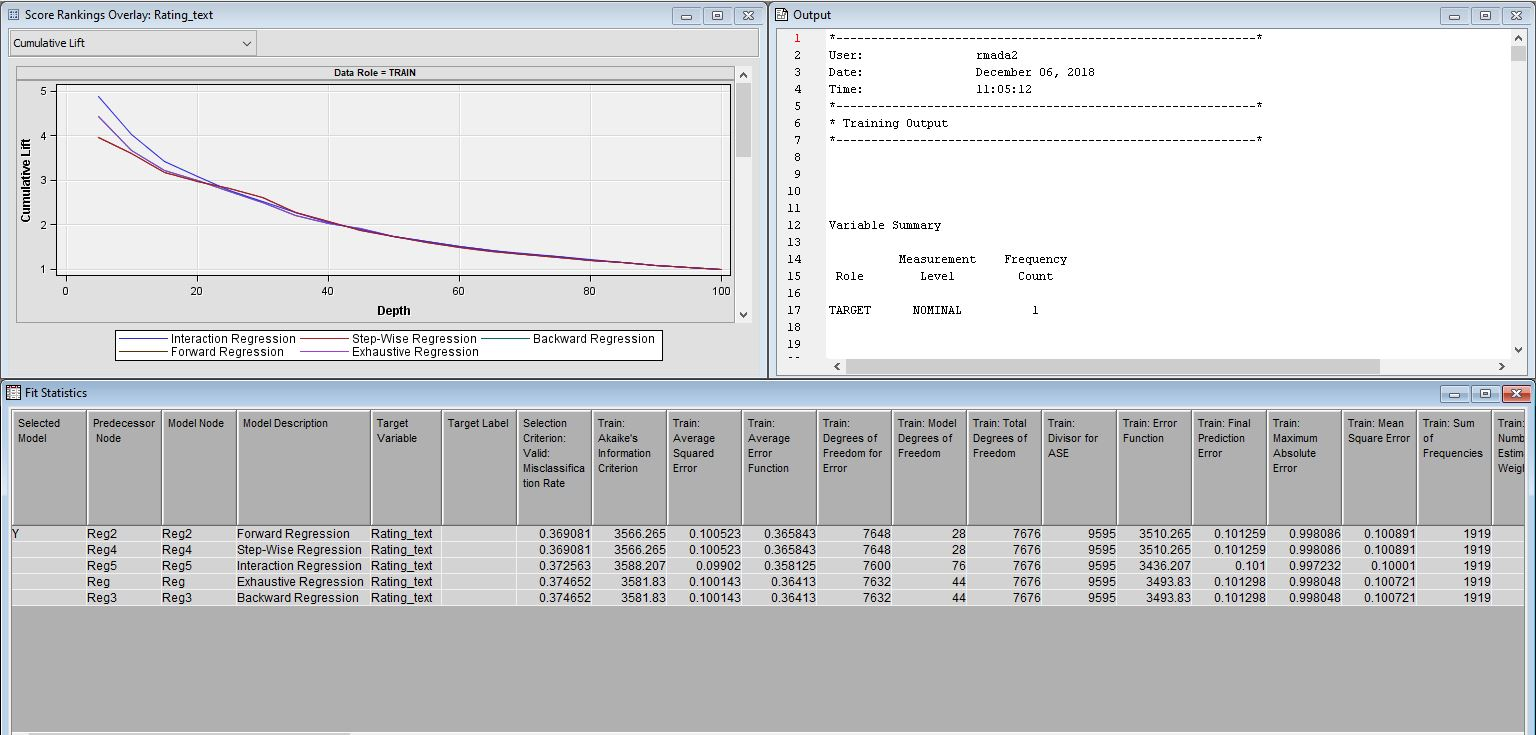 Score Rankings Overlay: Rating_text
Cumulative Lift
Data Role = TRAIN
5
4
3
2
1
Cumulative Lift
0 20 40 60 80 100
Depth
Interaction Regression Step-Wise Regression Backward Regression
Forward Regression Exhaustive Regression
Output
1 *------------------------------------------------------------*
2 User: rmada2
3 Date: December 06, 2018
4 Time: 11:05:12
5 *------------------------------------------------------------*
6 * Training Output
7 *------------------------------------------------------------*
8
9
10
11
12 Variable Summary
13
14 Measurement Frequency
15 Role Level Count
16
17 TARGET NOMINAL 1
18
19
Fit Statistics
Selected Predecessor Model Node Model Description Target Target Label Selection Train: Train: Train: Train: Train: Model Train: Total Train: Train: Error Train: Final Train: Train: Mean Train: Sum Train:
Model Node Variable Criterion: Akaike's Average Average Degrees of Degrees of Degrees of Divisor for Function Prediction Maximum Square Error of Numb
Valid: Information Squared Error Freedom for Freedom Freedom ASE Error Absolute Frequencies Estim
Misclassifica Criterion Error Function Error Error Weigl
tion Rate
Y Reg2 Reg2 Forward Regression Rating_text 0.369081 3566.265 0.100523 0.365843 7648 28 7676 9595 3510.265 0.101259 0.998086 0.100891 1919
Reg4 Reg4 Step-Wise Regression Rating_text 0.369081 3566.265 0.100523 0.365843 7648 28 7676 9595 3510.265 0.101259 0.998086 0.100891 1919
Reg5 Reg5 Interaction Regression Rating_text 0.372563 3588.207 0.09902 0.358125 7600 76 7676 9595 3436.207 0.101 0.997232 0.10001 1919
Reg Reg Exhaustive Regression Rating_text 0.374652 3581.83 0.100143 0.36413 7632 44 7676 9595 3493.83 0.101298 0.998048 0.100721 1919
Reg3 Reg3 Backward Regression Rating_text 0.374652 3581.83 0.100143 0.36413 7632 44 7676 9595 3493.83 0.101298 0.998048 0.100721 1919